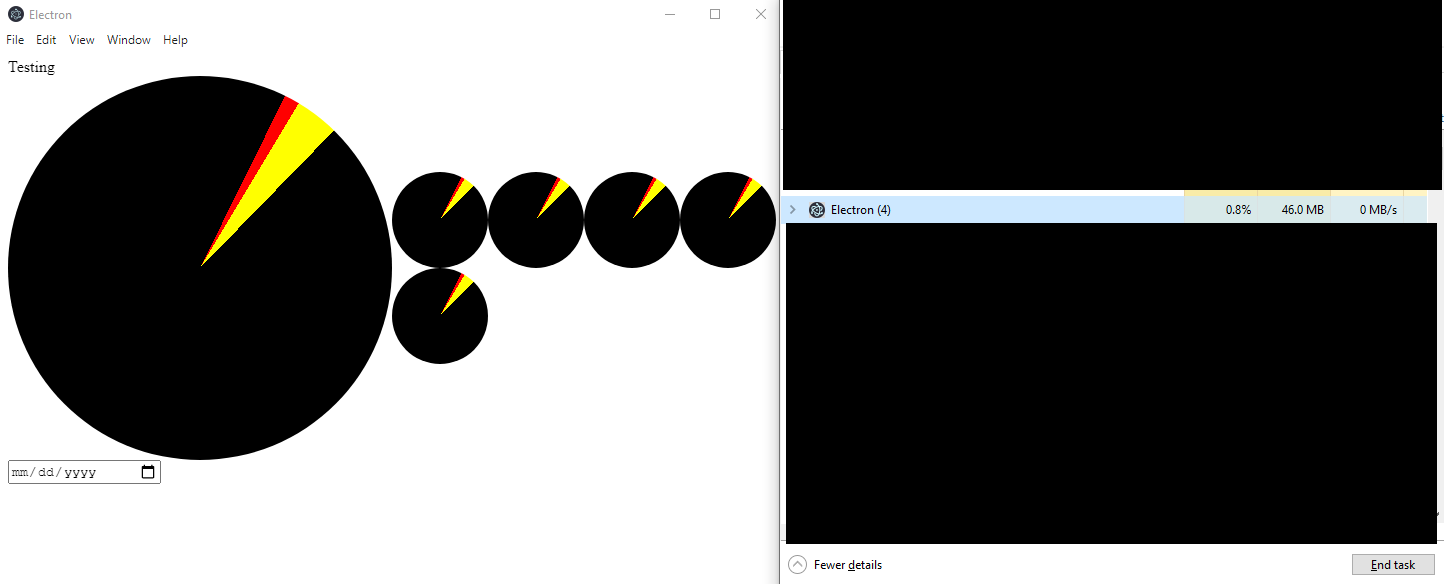 Electron
File Edit View Window Help
Testing
mm/dd/yyyy
Electron (4) 0.8% 46.0 MB 0 MB/s
Fewer details End task